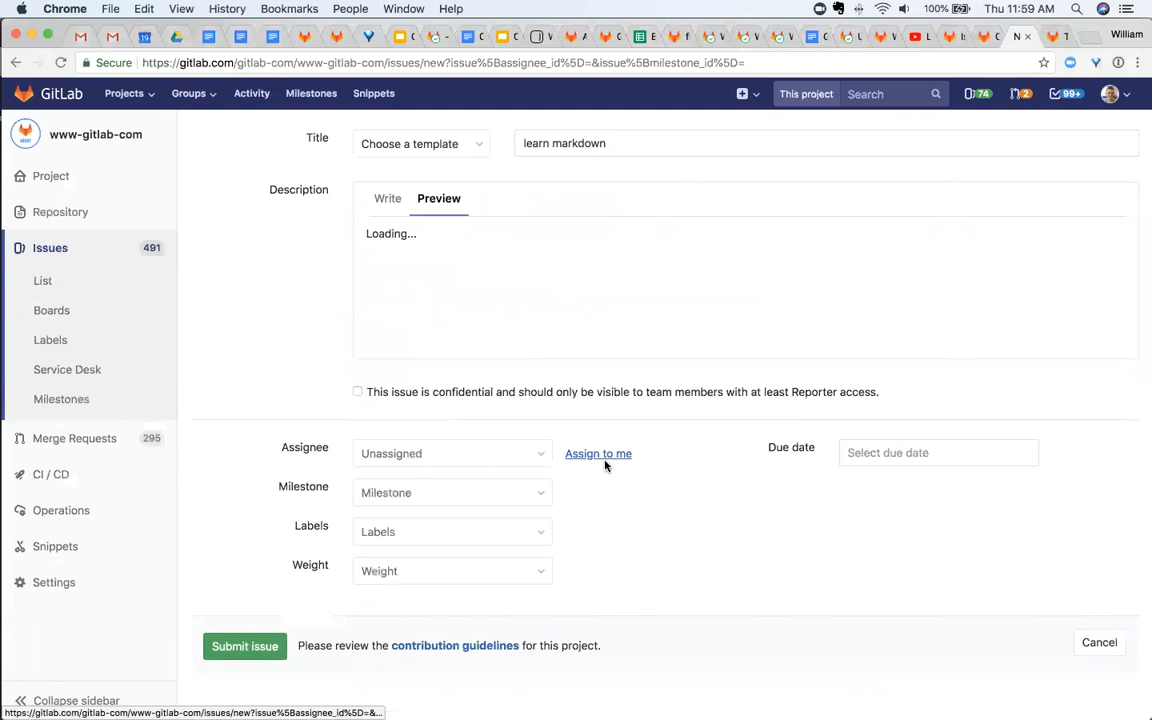 Chrome File Edit View History Bookmarks People Window Help 100% Thu 11:59 AM
William
Secure https://gitlab.com/gitlab-com/www-gitlab-com/issues/new?issue%5Bassignee_id%5D=&issue%5Bmilestone_id%5D=
GitLab Projects Groups Activity Milestones Snippets This project Search 74 2 99+
www-gitlab-com
Project
Repository
Issues 491
List
Boards
Labels
Service Desk
Milestones
Merge Requests 295
CI / CD
Operations
Snippets
Settings
Collapse sidebar
Title Choose a template learn markdown
Description Write Preview
Loading...
This issue is confidential and should only be visible to team members with at least Reporter access.
Assignee Unassigned Assign to me Due date Select due date
Milestone Milestone
Labels Labels
Weight Weight
Submit issue Please review the contribution guidelines for this project. Cancel
https://gitlab.com/gitlab-com/www-gitlab-com/issues/new?issue%5Bassignee_id%5D=&...